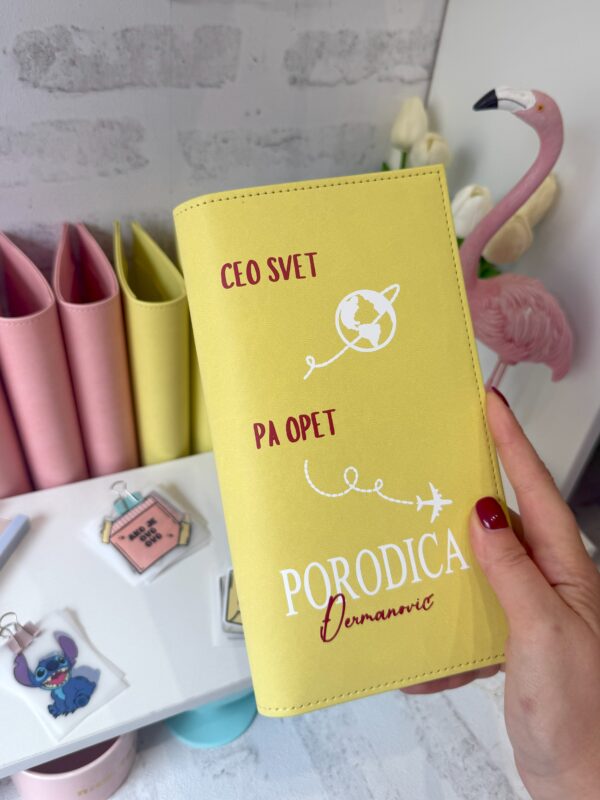 CEO SVET
PA OPET
PORODICA
Đermanović